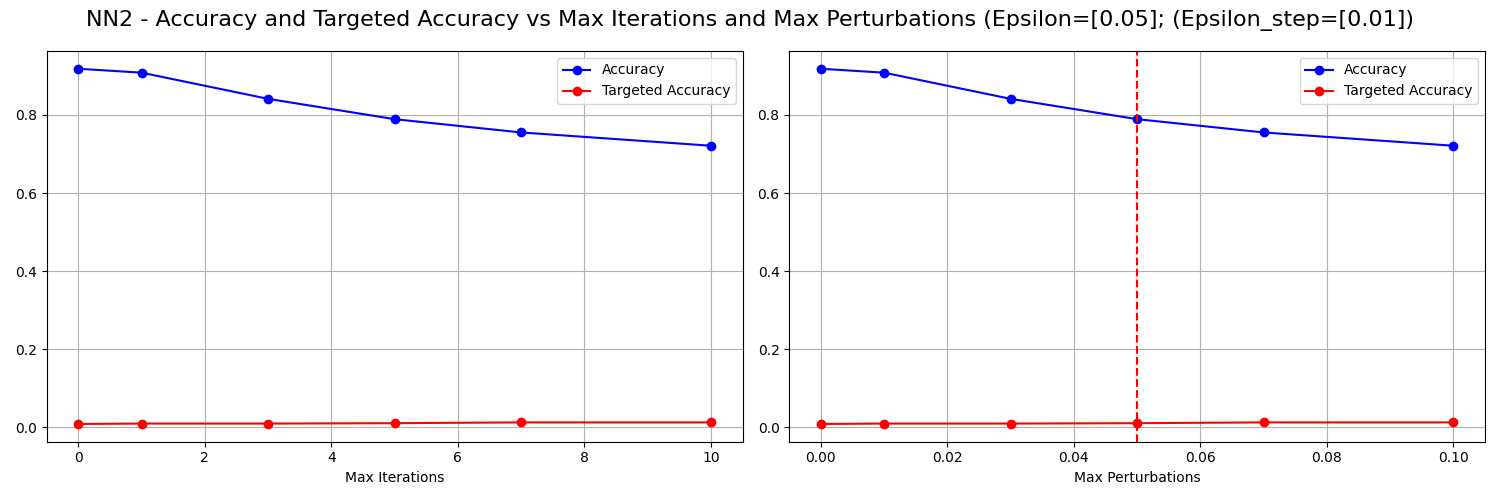 NN2 - Accuracy and Targeted Accuracy vs Max Iterations and Max Perturbations (Epsilon=[0.05]; (Epsilon_step=[0.01])
Accuracy
Targeted Accuracy
0.8
0.6
0.4
0.2
0.0
0 2 4 6 8 10
Max Iterations
Accuracy
Targeted Accuracy
0.8
0.6
0.4
0.2
0.0
0.00 0.02 0.04 0.06 0.08 0.10
Max Perturbations